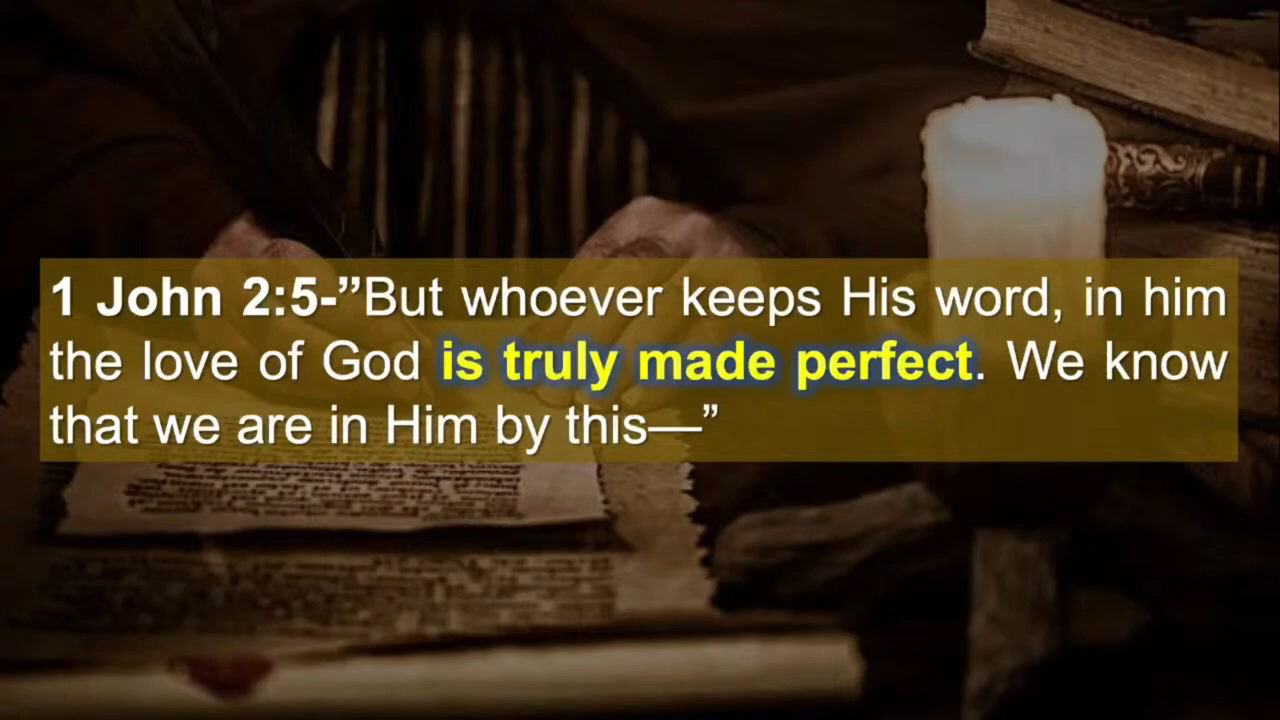 1 John 2:5-”But whoever keeps His word, in him
the love of God is truly made perfect. We know
that we are in Him by this—”